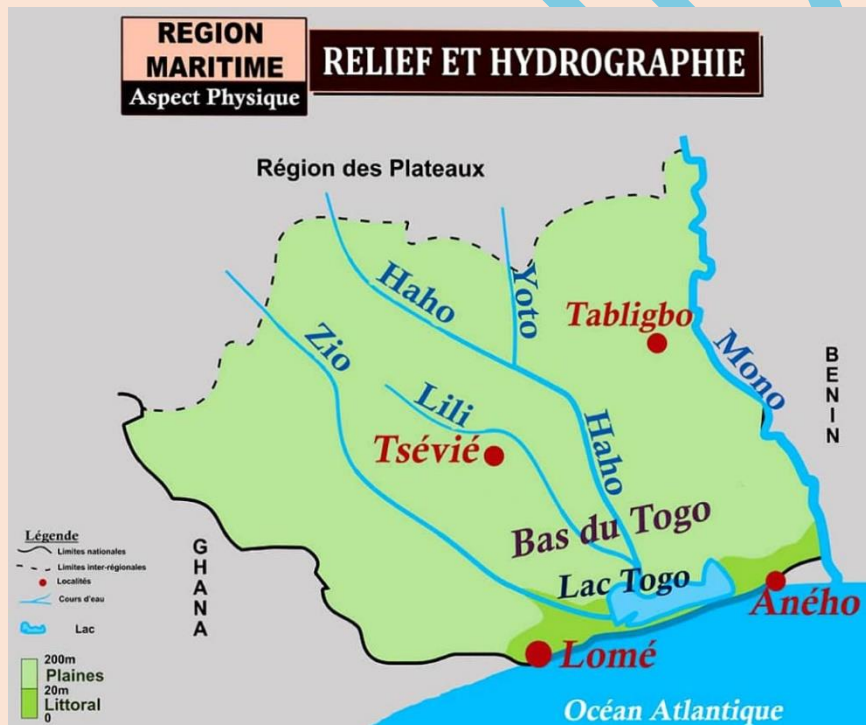 REGION
MARITIME
Aspect Physique
RELIEF ET HYDROGRAPHIE
Région des Plateaux
Haho
Yoto
Zio
Tabligbo
Mono
BENIN
Lili
Tsévié
Haho
Bas du Togo
Lac Togo
GHANA
Aného
Lomé
Océan Atlantique
Légende
Limites nationales
Limites inter-régionales
Localités
Cours d'eau
Lac
200m
Plaines
20m
Littoral
0